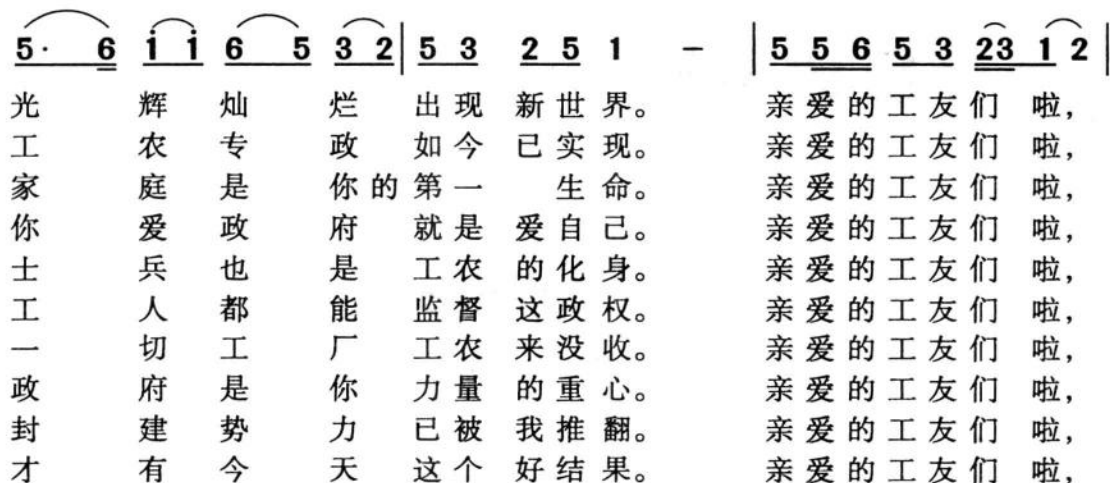 5· 6 i i 6 5 3 2 | 5 3 2 5 1 － | 5 5 6 5 3 23 1 2 |
光 辉 灿 烂 出 现 新 世 界。 亲 爱 的 工 友 们 啦，
工 农 专 政 如 今 已 实 现。 亲 爱 的 工 友 们 啦，
家 庭 是 你 的 第 一 生 命。 亲 爱 的 工 友 们 啦，
你 爱 政 府 就 是 爱 自 己。 亲 爱 的 工 友 们 啦，
士 兵 也 是 工 农 的 化 身。 亲 爱 的 工 友 们 啦，
工 人 都 能 监 督 这 政 权。 亲 爱 的 工 友 们 啦，
一 切 工 厂 工 农 来 没 收。 亲 爱 的 工 友 们 啦，
政 府 是 你 力 量 的 重 心。 亲 爱 的 工 友 们 啦，
封 建 势 力 已 被 我 推 翻。 亲 爱 的 工 友 们 啦，
才 有 今 天 这 个 好 结 果。 亲 爱 的 工 友 们 啦，